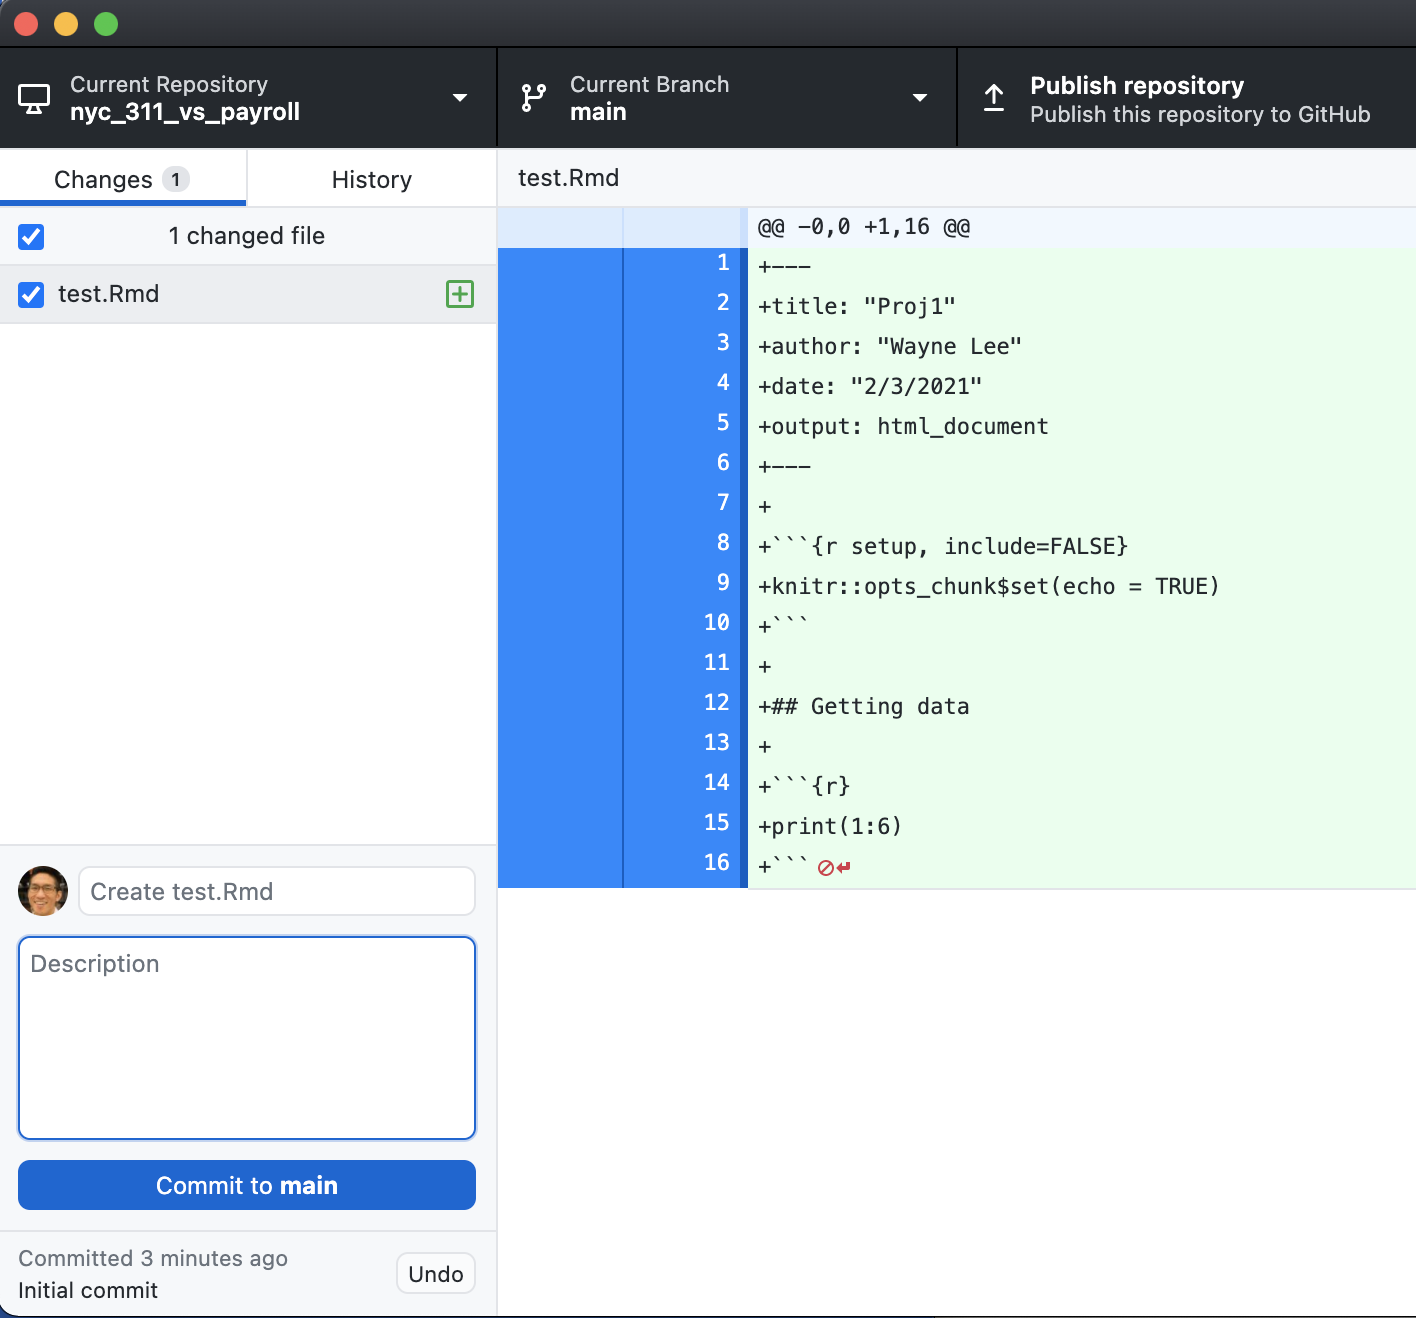 Current Repository
nyc_311_vs_payroll
Current Branch
main
Publish repository
Publish this repository to GitHub
Changes 1
History
test.Rmd
1 changed file
test.Rmd
@@ -0,0 +1,16 @@
1 +---
2 +title: "Proj1"
3 +author: "Wayne Lee"
4 +date: "2/3/2021"
5 +output: html_document
6 +---
7 +
8 +```{r setup, include=FALSE}
9 +knitr::opts_chunk$set(echo = TRUE)
10 +```
11 +
12 +## Getting data
13 +
14 +```{r}
15 +print(1:6)
16 +```
Create test.Rmd
Description
Commit to main
Committed 3 minutes ago
Initial commit
Undo